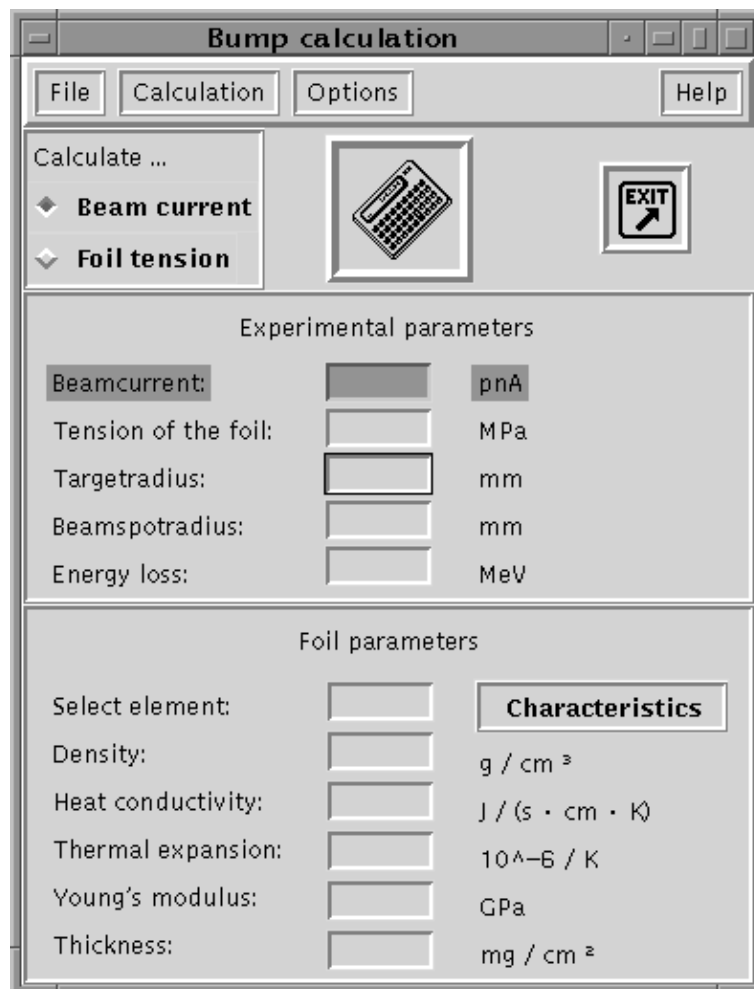 Bump calculation
File Calculation Options Help
Calculate ...
Beam current
Foil tension
EXIT
Experimental parameters
Beamcurrent: pnA
Tension of the foil: MPa
Targetradius: mm
Beamspotradius: mm
Energy loss: MeV
Foil parameters
Select element: Characteristics
Density: g / cm ³
Heat conductivity: J / (s · cm · K)
Thermal expansion: 10^-6 / K
Young's modulus: GPa
Thickness: mg / cm ²